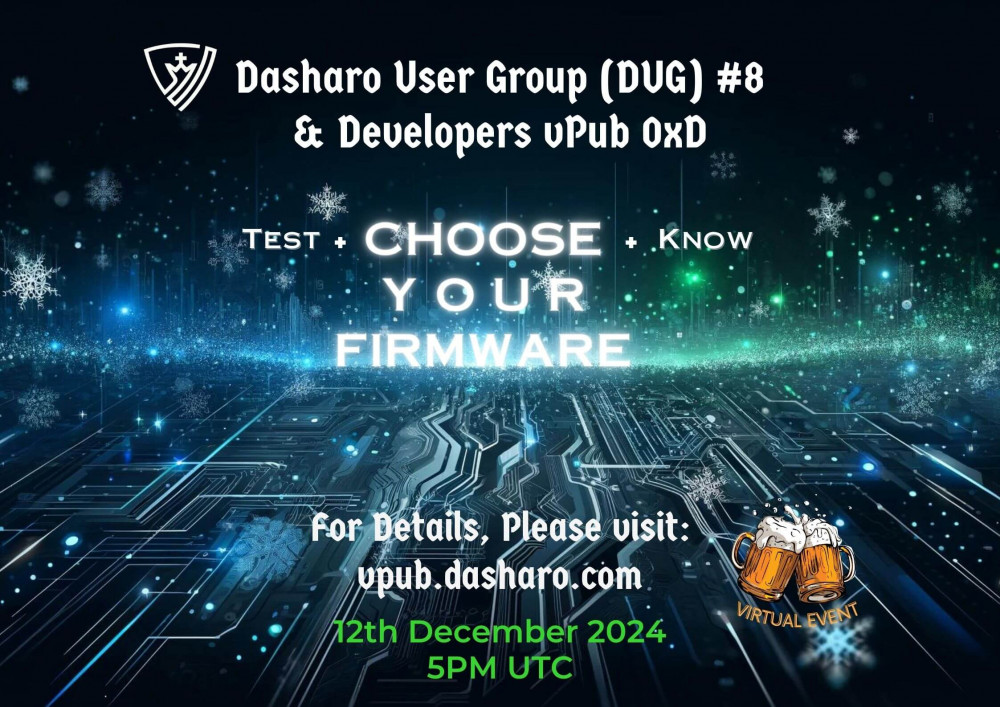 Dasharo User Group (DUG) #8
& Developers vPub 0xD
Test + CHOOSE + Know
YOUR
FIRMWARE
For Details, Please visit:
vpub.dasharo.com
VIRTUAL EVENT
12th December 2024
5PM UTC